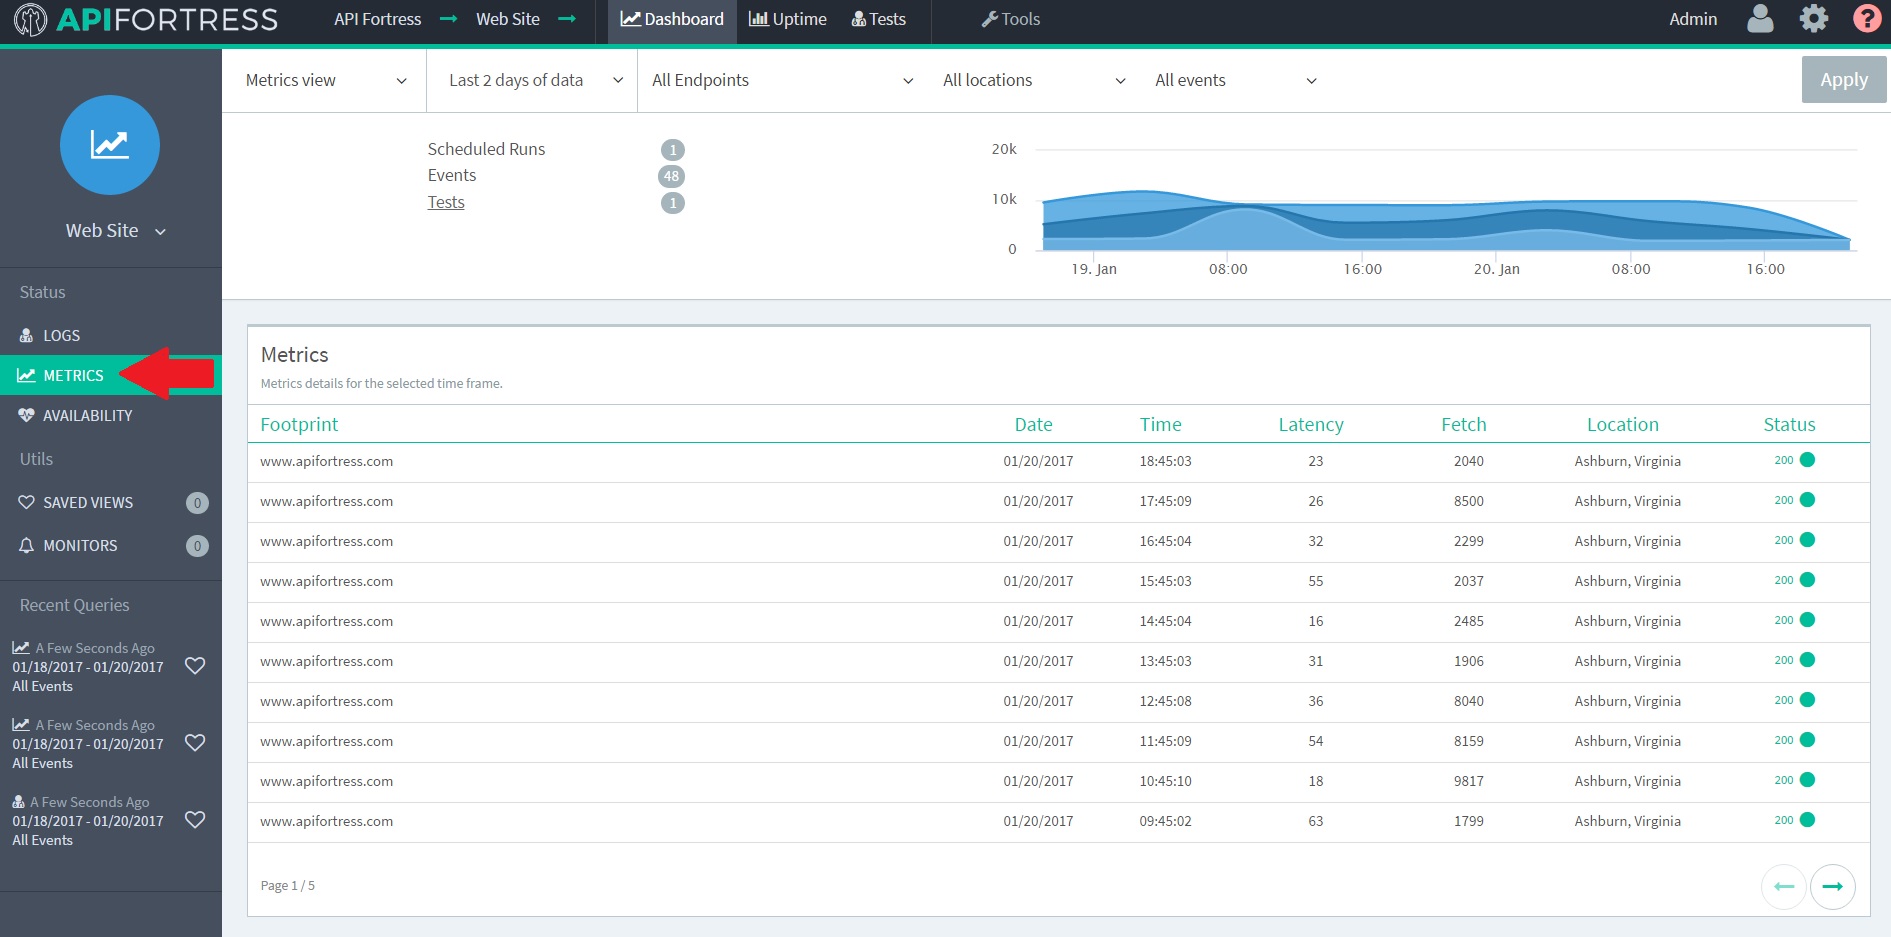 APIFORTRESS
API Fortress
Web Site
Dashboard
Uptime
Tests
Tools
Admin
?
Metrics view
Last 2 days of data
All Endpoints
All locations
All events
Apply
Web Site
Status
LOGS
METRICS
AVAILABILITY
Utils
SAVED VIEWS 0
MONITORS 0
Recent Queries
A Few Seconds Ago
01/18/2017 - 01/20/2017
All Events
A Few Seconds Ago
01/18/2017 - 01/20/2017
All Events
A Few Seconds Ago
01/18/2017 - 01/20/2017
All Events
Scheduled Runs 1
Events 48
Tests 1
20k
10k
0
19. Jan 08:00 16:00 20. Jan 08:00 16:00
Metrics
Metrics details for the selected time frame.
Footprint Date Time Latency Fetch Location Status
www.apifortress.com 01/20/2017 18:45:03 23 2040 Ashburn, Virginia 200
www.apifortress.com 01/20/2017 17:45:09 26 8500 Ashburn, Virginia 200
www.apifortress.com 01/20/2017 16:45:04 32 2299 Ashburn, Virginia 200
www.apifortress.com 01/20/2017 15:45:03 55 2037 Ashburn, Virginia 200
www.apifortress.com 01/20/2017 14:45:04 16 2485 Ashburn, Virginia 200
www.apifortress.com 01/20/2017 13:45:03 31 1906 Ashburn, Virginia 200
www.apifortress.com 01/20/2017 12:45:08 36 8040 Ashburn, Virginia 200
www.apifortress.com 01/20/2017 11:45:09 54 8159 Ashburn, Virginia 200
www.apifortress.com 01/20/2017 10:45:10 18 9817 Ashburn, Virginia 200
www.apifortress.com 01/20/2017 09:45:02 63 1799 Ashburn, Virginia 200
Page 1 / 5